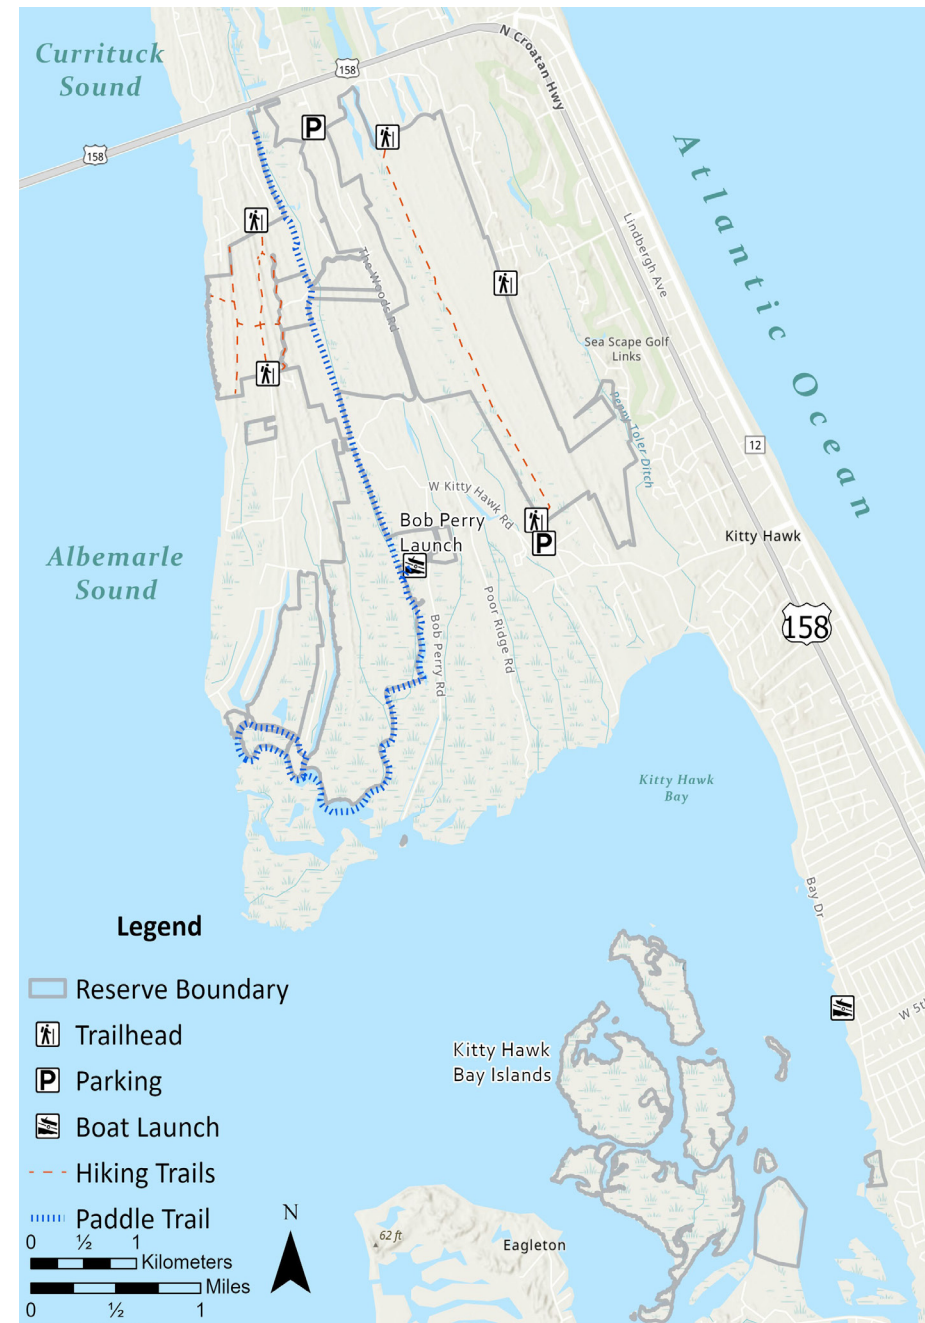 Currituck
Sound
158
N Croatan Hwy
158
P
Atlantic Ocean
Lindbergh Ave
The Woods Rd
Sea Scape Golf
Links
Penny Toler Ditch
12
W Kitty Hawk Rd
Bob Perry
Launch
P
Kitty Hawk
Albemarle
Sound
158
Poor Ridge Rd
Bob Perry Rd
Kitty Hawk
Bay
Bay Dr
W 5th
Kitty Hawk
Bay Islands
62 ft
Eagleton
Legend
Reserve Boundary
Trailhead
P Parking
Boat Launch
Hiking Trails
Paddle Trail
N
0 ½ 1
Kilometers
Miles
0 ½ 1